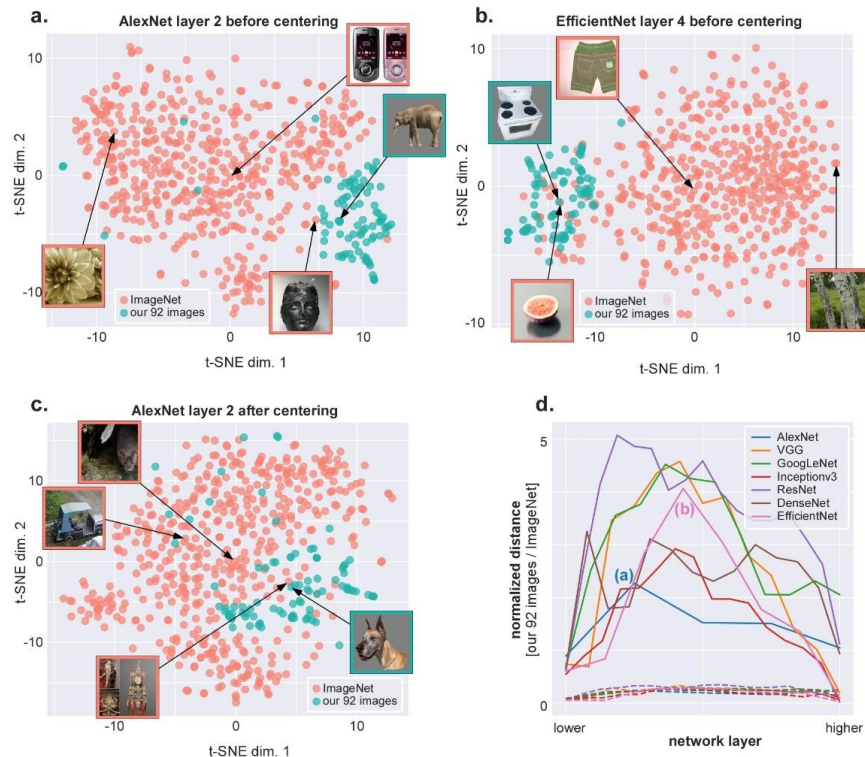 a.
AlexNet layer 2 before centering
t-SNE dim. 2
10
0
-10
ImageNet
our 92 images
-10
0
10
t-SNE dim. 1
b.
EfficientNet layer 4 before centering
t-SNE dim. 2
10
0
-10
ImageNet
our 92 images
-10
0
10
t-SNE dim. 1
c.
AlexNet layer 2 after centering
t-SNE dim. 2
10
0
-10
ImageNet
our 92 images
-10
0
10
t-SNE dim. 1
d.
normalized distance
[our 92 images / ImageNet]
5
0
AlexNet
VGG
GoogLeNet
Inceptionv3
ResNet
DenseNet
EfficientNet
(a)
(b)
lower
higher
network layer